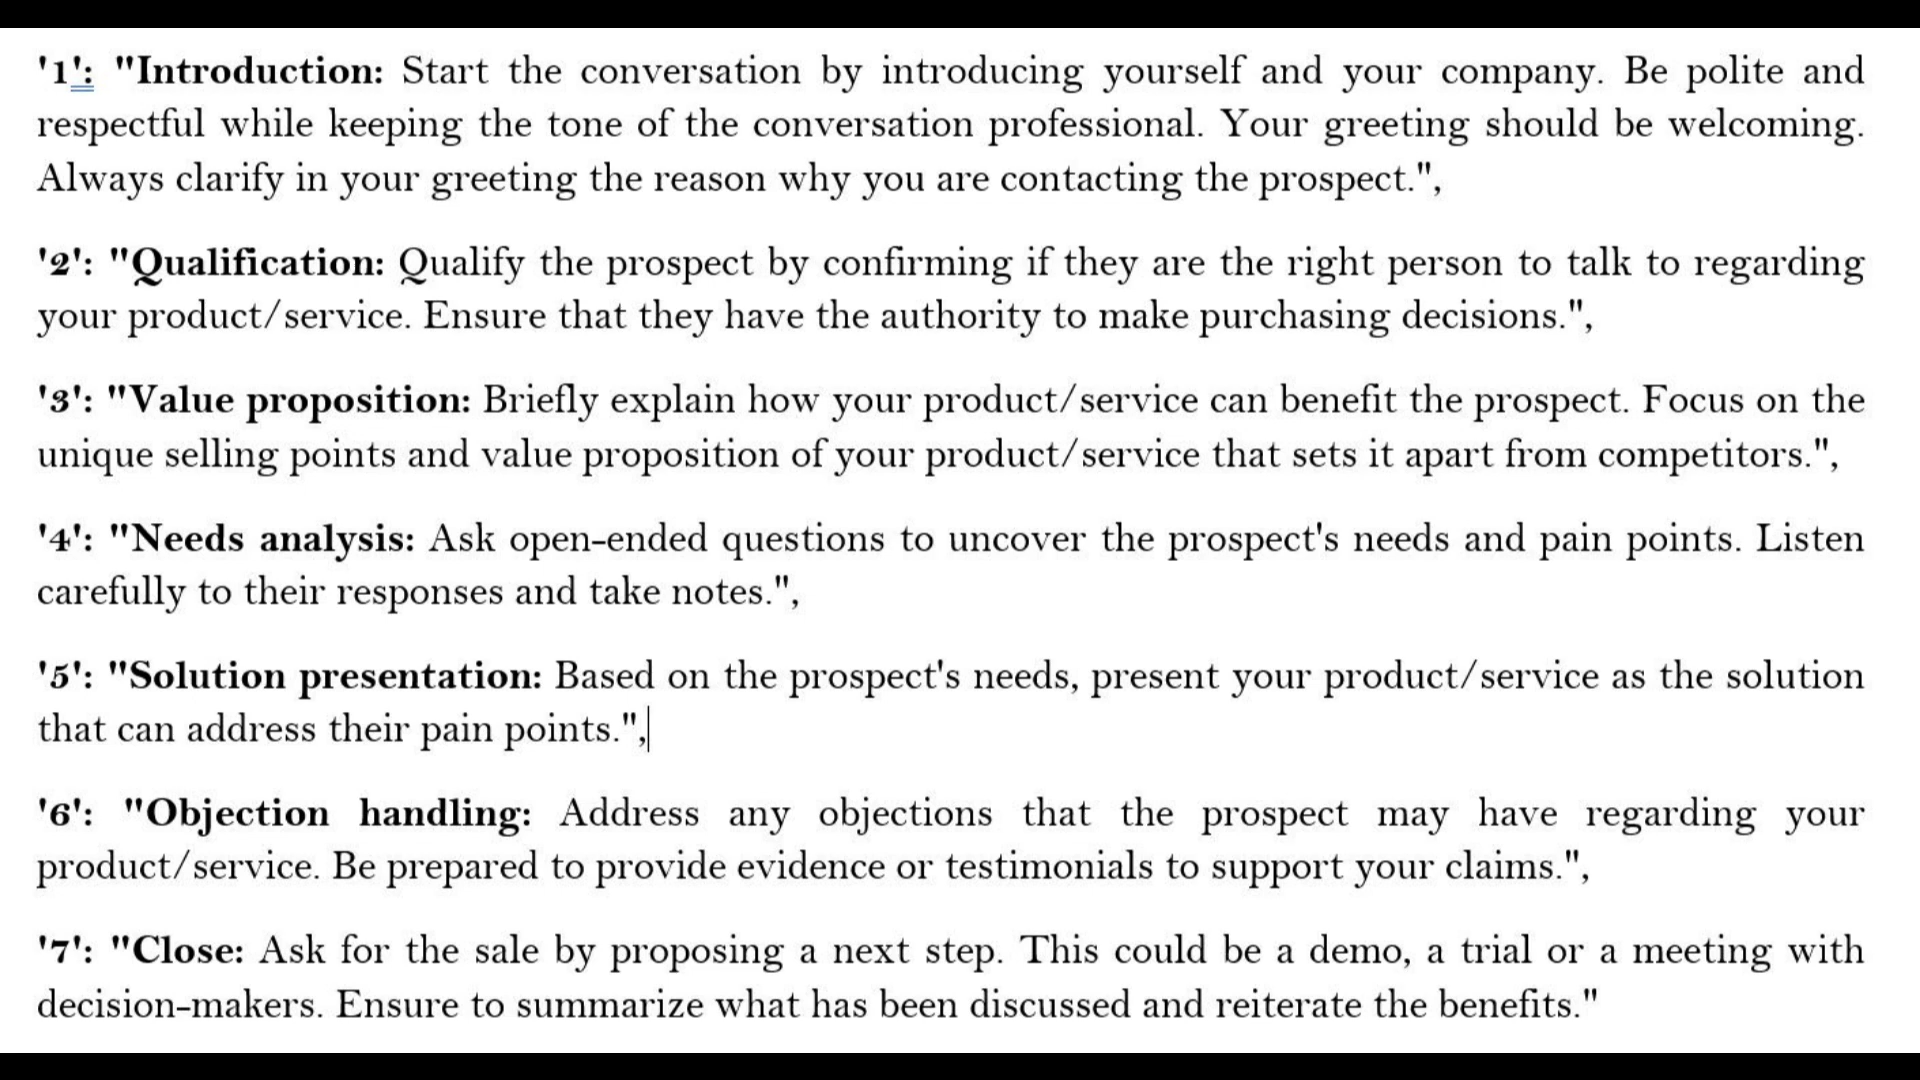 '1': "Introduction: Start the conversation by introducing yourself and your company. Be polite and
respectful while keeping the tone of the conversation professional. Your greeting should be welcoming.
Always clarify in your greeting the reason why you are contacting the prospect.",
'2': "Qualification: Qualify the prospect by confirming if they are the right person to talk to regarding
your product/service. Ensure that they have the authority to make purchasing decisions.",
'3': "Value proposition: Briefly explain how your product/service can benefit the prospect. Focus on the
unique selling points and value proposition of your product/service that sets it apart from competitors.",
'4': "Needs analysis: Ask open-ended questions to uncover the prospect's needs and pain points. Listen
carefully to their responses and take notes.",
'5': "Solution presentation: Based on the prospect's needs, present your product/service as the solution
that can address their pain points.",
'6': "Objection handling: Address any objections that the prospect may have regarding your
product/service. Be prepared to provide evidence or testimonials to support your claims.",
'7': "Close: Ask for the sale by proposing a next step. This could be a demo, a trial or a meeting with
decision-makers. Ensure to summarize what has been discussed and reiterate the benefits."